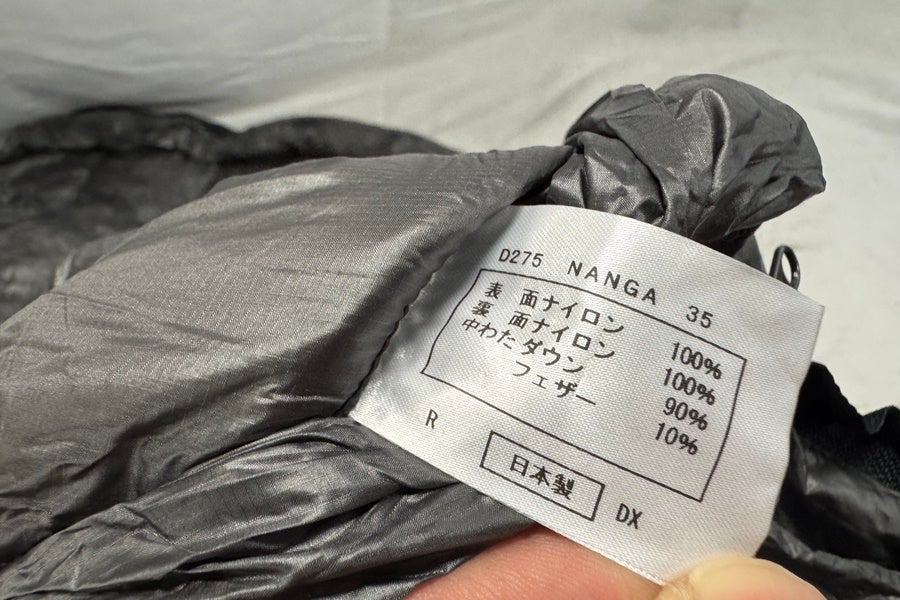 D275 NANGA 35
表 面ナイロン 100%
裏 面ナイロン 100%
中わた ダウン 90%
フェザー 10%
R 日本製 DX